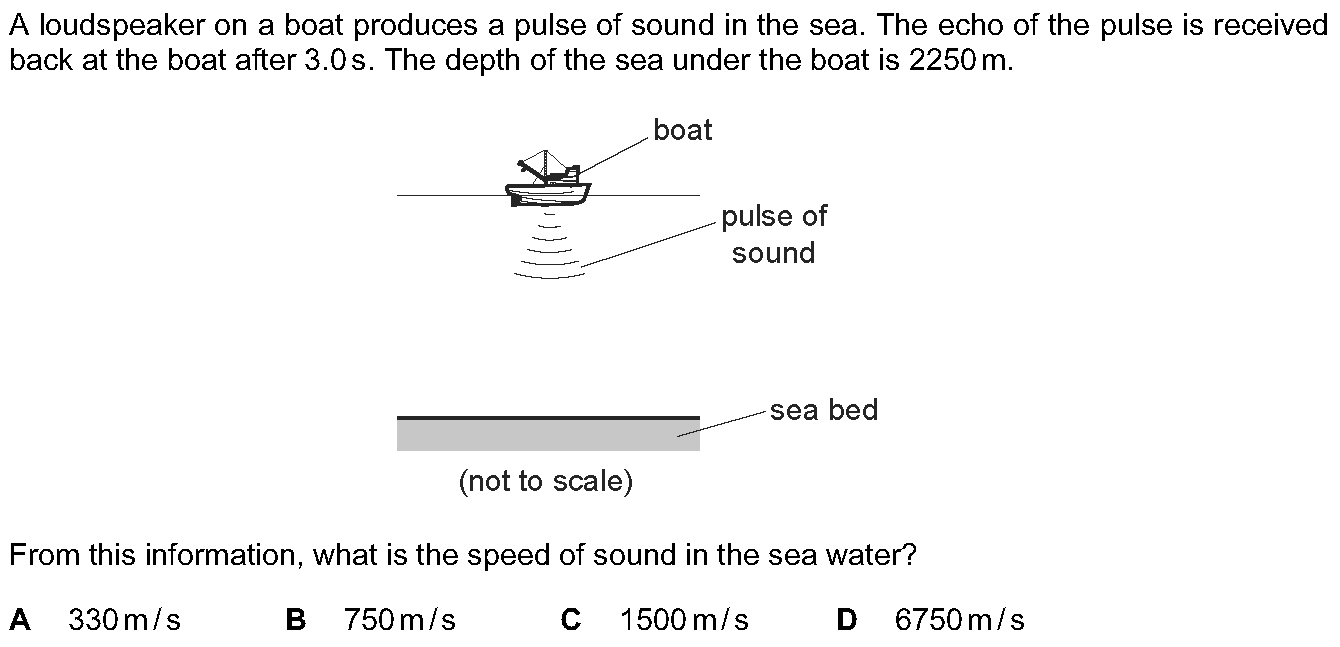 A loudspeaker on a boat produces a pulse of sound in the sea. The echo of the pulse is received
back at the boat after 3.0 s. The depth of the sea under the boat is 2250 m.
boat
pulse of
sound
sea bed
(not to scale)
From this information, what is the speed of sound in the sea water?
A 330 m / s B 750 m / s C 1500 m / s D 6750 m / s